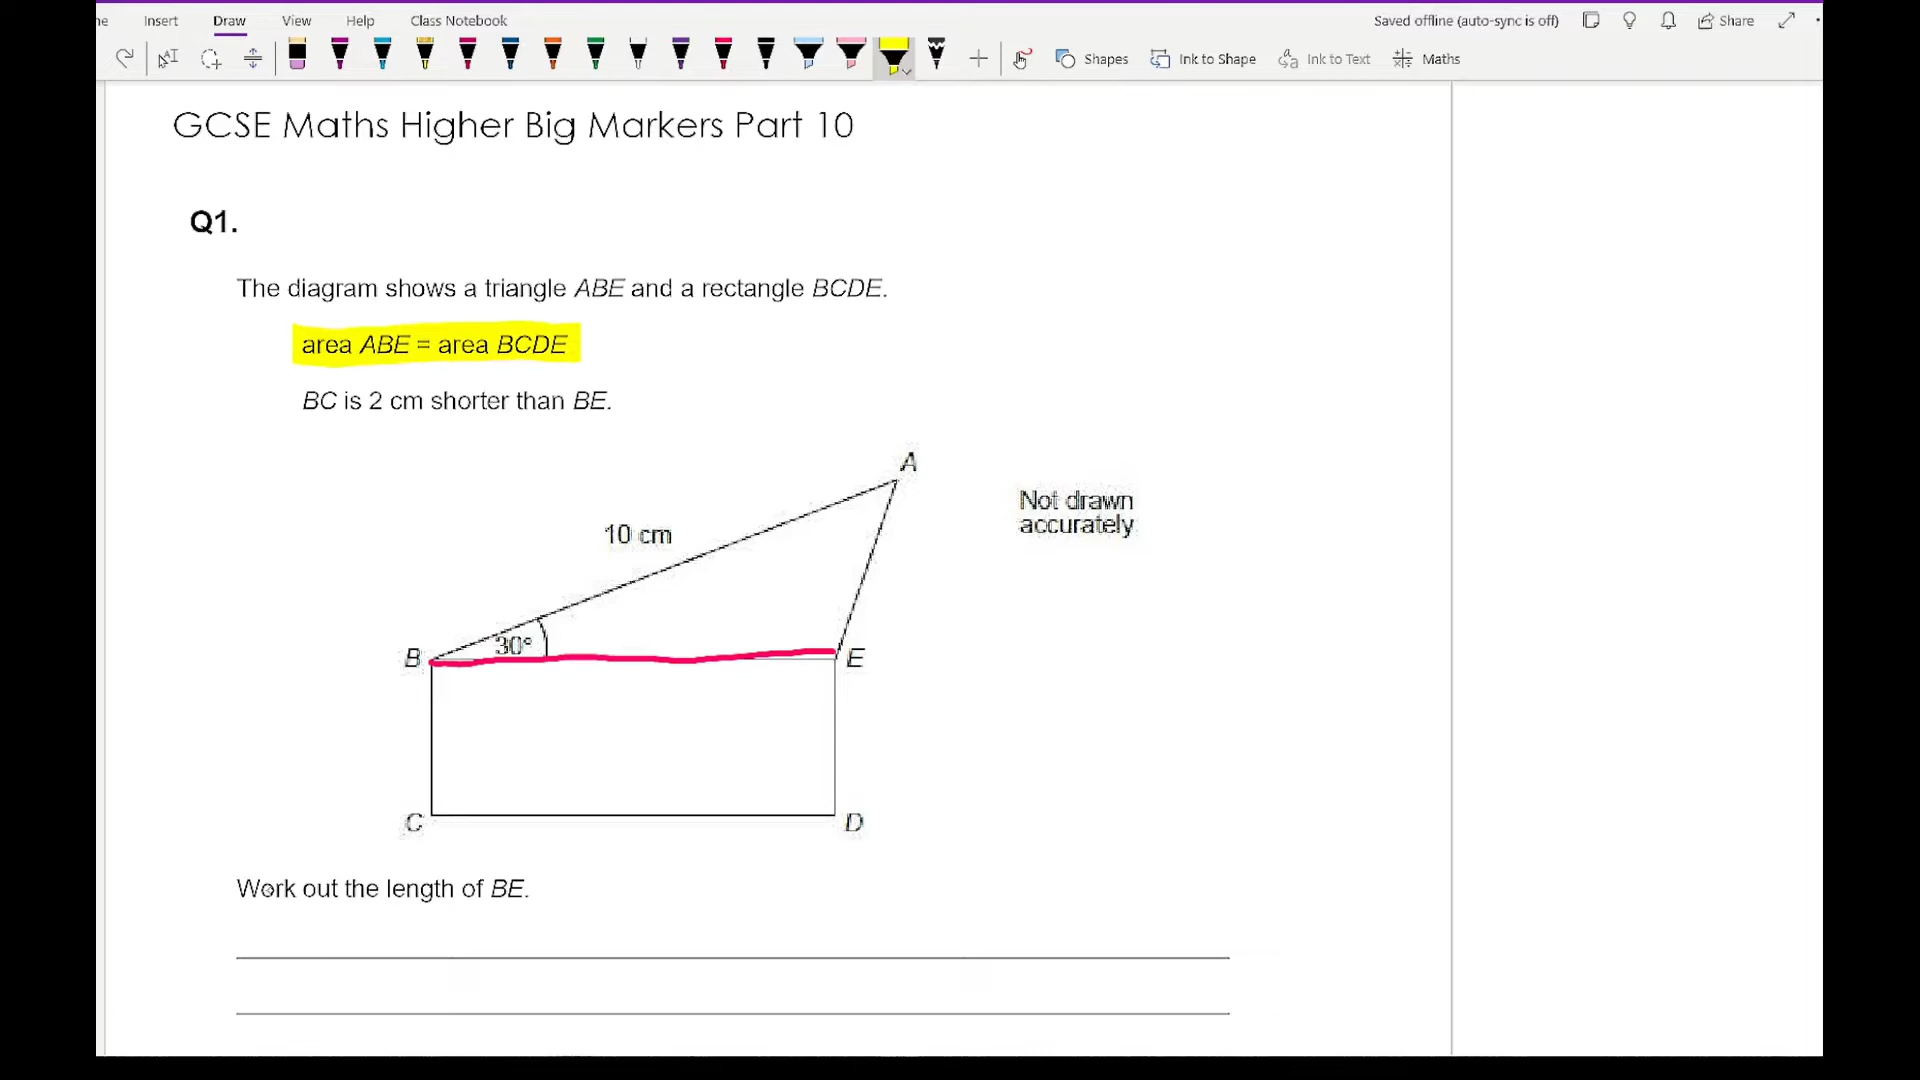 Insert Draw View Help Class Notebook Saved offline (auto-sync is off) Share
Shapes Ink to Shape Ink to Text Maths
GCSE Maths Higher Big Markers Part 10
Q1.
The diagram shows a triangle ABE and a rectangle BCDE.
area ABE = area BCDE
BC is 2 cm shorter than BE.
A
Not drawn
accurately
10 cm
30°
B
E
C
D
Work out the length of BE.